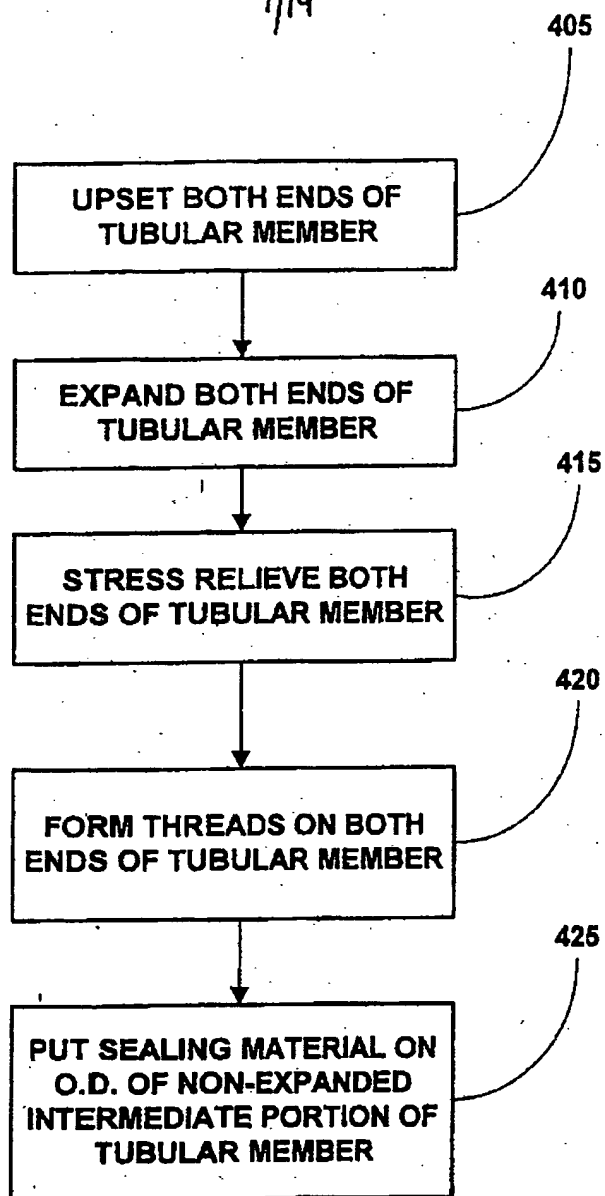 7/19
405
UPSET BOTH ENDS OF
TUBULAR MEMBER
410
EXPAND BOTH ENDS OF
TUBULAR MEMBER
415
STRESS RELIEVE BOTH
ENDS OF TUBULAR MEMBER
420
FORM THREADS ON BOTH
ENDS OF TUBULAR MEMBER
425
PUT SEALING MATERIAL ON
O.D. OF NON-EXPANDED
INTERMEDIATE PORTION OF
TUBULAR MEMBER